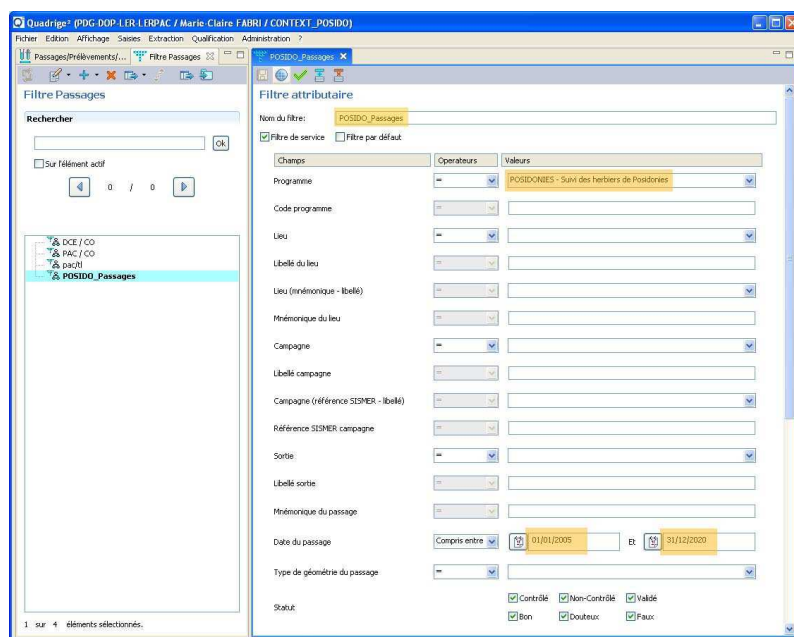 Quadrige² (PDG-DOP-LER-LERPAC / Marie-Claire FABRI / CONTEXT_POSIDO)
Fichier Edition Affichage Saisies Extraction Qualification Administration ?
Passages/Prélèvements/... Filtre Passages
POSIDO_Passages
Filtre Passages
Rechercher
Ok
Sur l'élément actif
0 / 0
DCE / CO
PAC / CO
pac/tl
POSIDO_Passages
1 sur 4 éléments sélectionnés.
Filtre attributaire
Nom du filtre: POSIDO_Passages
Filtre de service Filtre par défaut
Champs Operateurs Valeurs
Programme = POSIDONIES - Suivi des herbiers de Posidonies
Code programme =
Lieu =
Libellé du lieu =
Lieu (mnémonique - libellé) =
Mnémonique du lieu =
Campagne =
Libellé campagne =
Campagne (référence SISMER - libellé) =
Référence SISMER campagne =
Sortie =
Libellé sortie =
Mnémonique du passage =
Date du passage Compris entre 01/01/2005 Et 31/12/2020
Type de géométrie du passage =
Statut Contrôlé Non-Contrôlé Validé
Bon Douteux Faux